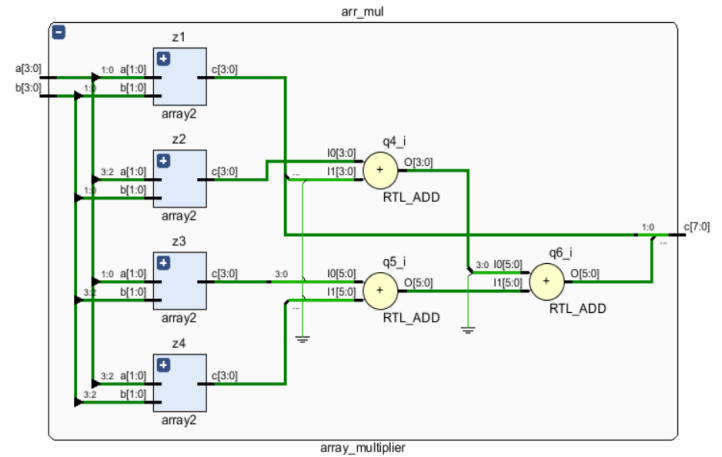 arr_mul
z1
a[3:0] 1:0 a[1:0] c[3:0]
b[3:0] 1:0 b[1:0]
array2
z2
q4_i
c[3:0] I0[3:0] O[3:0]
3:2 a[1:0] ... I1[3:0] +
1:0 b[1:0] RTL_ADD
array2
1:0 c[7:0]
...
z3
q5_i q6_i
1:0 a[1:0] c[3:0] 3:0 I0[5:0] O[5:0] 3:0 I0[5:0] O[5:0]
3:2 b[1:0] I1[5:0] + I1[5:0] +
... RTL_ADD RTL_ADD
array2
z4
3:2 a[1:0] c[3:0]
3:2 b[1:0]
array2
array_multiplier